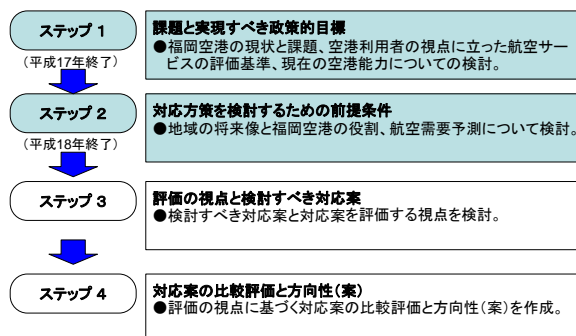 ステップ 1
(平成17年終了)
課題と実現すべき政策的目標
●福岡空港の現状と課題、空港利用者の視点に立った航空サー
ビスの評価基準、現在の空港能力についての検討。
ステップ 2
(平成18年終了)
対応方策を検討するための前提条件
●地域の将来像と福岡空港の役割、航空需要予測について検討。
ステップ 3
評価の視点と検討すべき対応案
●検討すべき対応案と対応案を評価する視点を検討。
ステップ 4
対応案の比較評価と方向性(案)
●評価の視点に基づく対応案の比較評価と方向性(案)を作成。